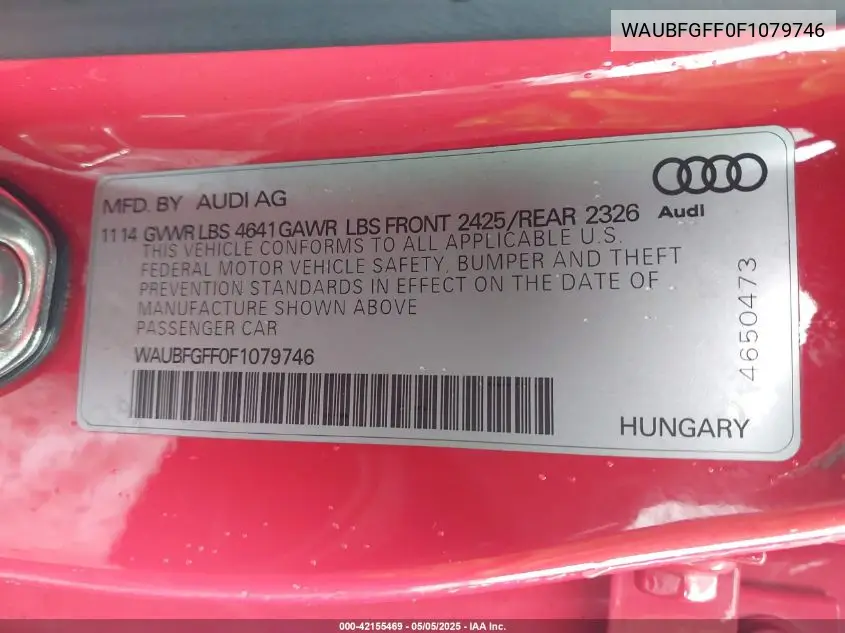 WAUBFGFF0F1079746
MFD. BY AUDI AG
Audi
11 14 GVWR LBS 4641 GAWR LBS FRONT 2425/REAR 2326
THIS VEHICLE CONFORMS TO ALL APPLICABLE U.S.
FEDERAL MOTOR VEHICLE SAFETY, BUMPER AND THEFT
PREVENTION STANDARDS IN EFFECT ON THE DATE OF
MANUFACTURE SHOWN ABOVE
PASSENGER CAR
WAUBFGFF0F1079746
4650473
HUNGARY
000-42155469 - 05/05/2025 - IAA Inc.